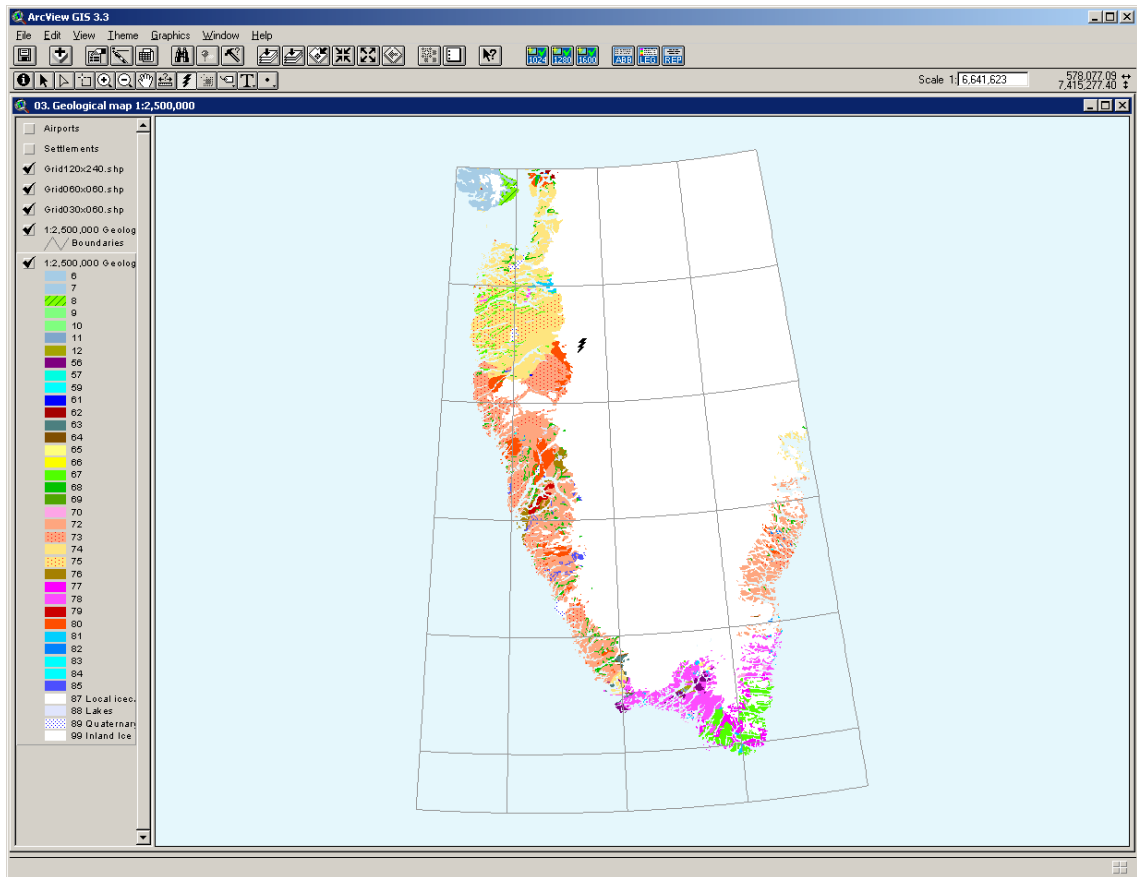 ArcView GIS 3.3
File Edit View Theme Graphics Window Help
1024 1280 1600 ABB LEG REP
T
Scale 1: 6,641,623 578,077.09
7,415,277.40
03. Geological map 1:2,500,000
Airports
Settlements
Grid120x240.shp
Grid060x060.shp
Grid030x060.shp
1:2,500,000 Geolog
Boundaries
1:2,500,000 Geolog
6
7
8
9
10
11
12
56
57
59
61
62
63
64
65
66
67
68
69
70
72
73
74
75
76
77
78
79
80
81
82
83
84
85
87 Local icec.
88 Lakes
89 Quaternary
99 Inland Ice